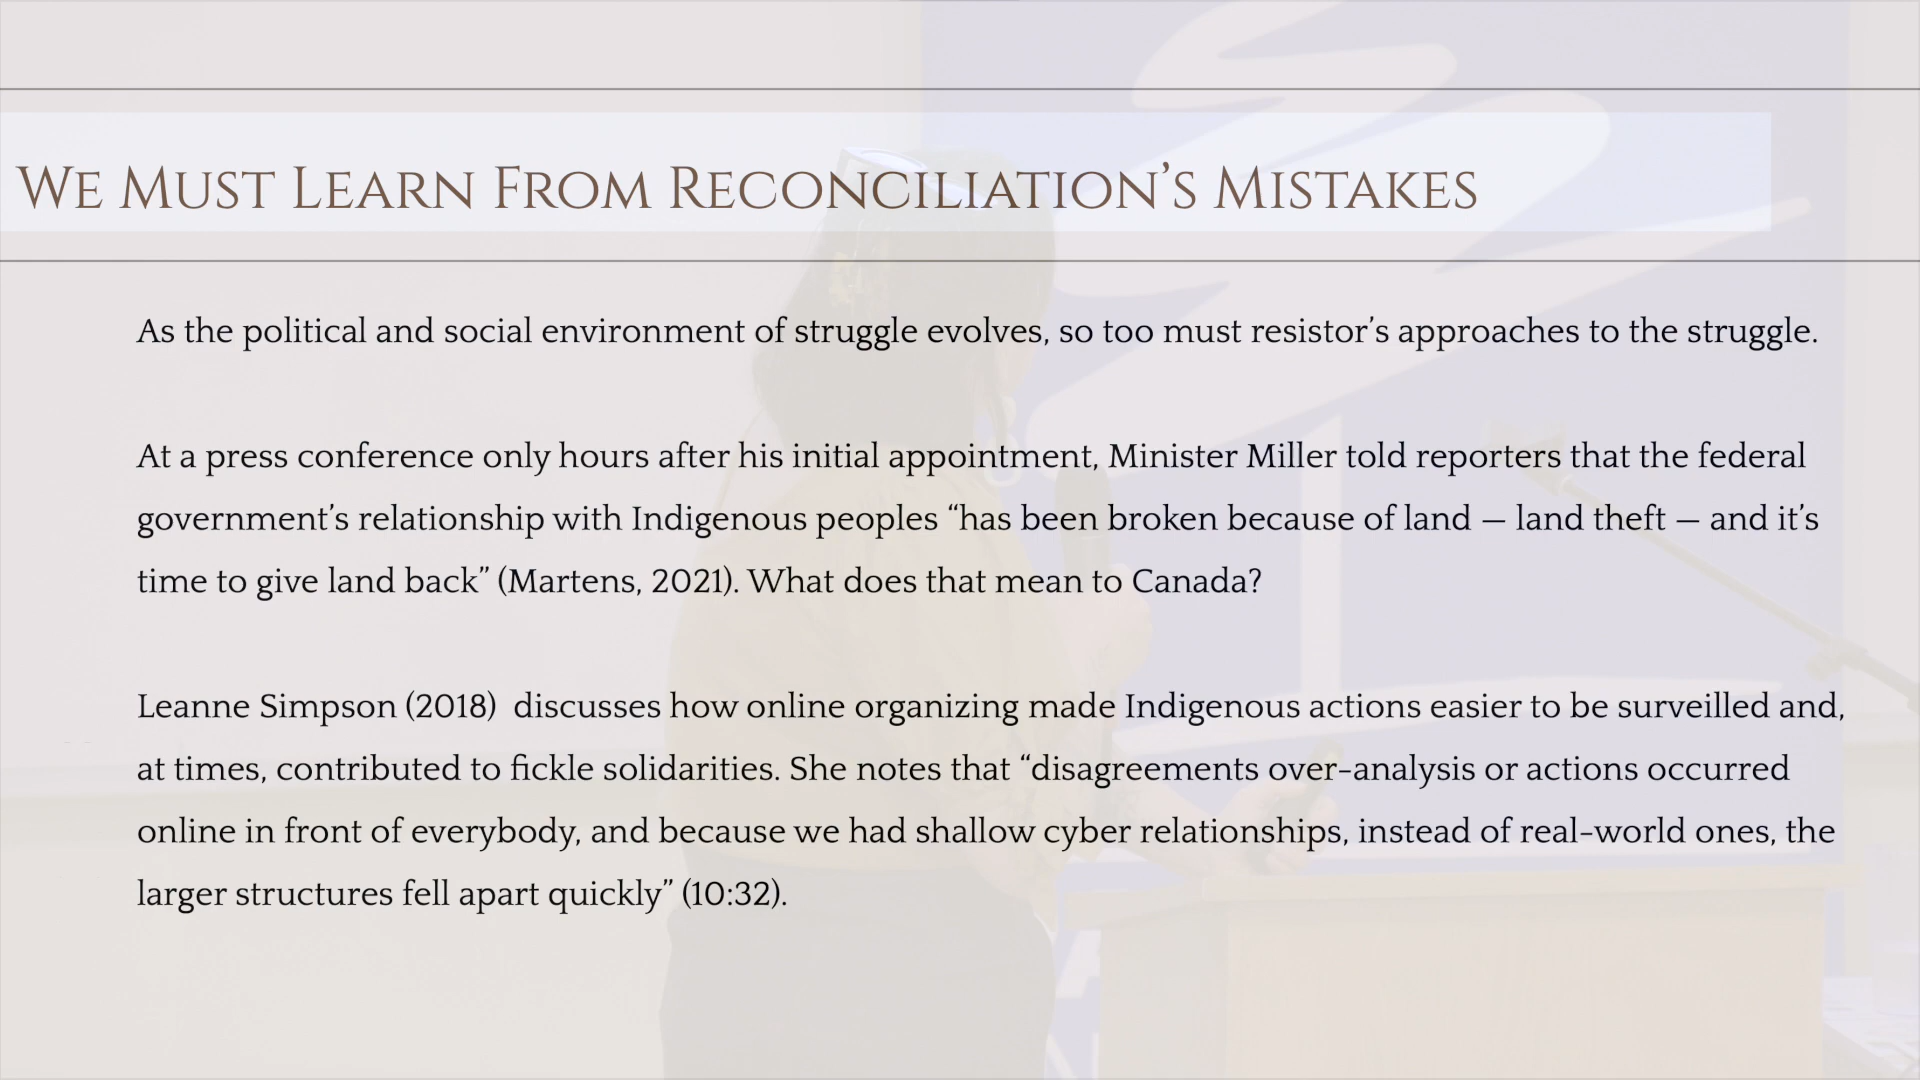 We Must Learn From Reconciliation’s Mistakes
As the political and social environment of struggle evolves, so too must resistor’s approaches to the struggle.
At a press conference only hours after his initial appointment, Minister Miller told reporters that the federal
government’s relationship with Indigenous peoples “has been broken because of land — land theft — and it’s
time to give land back” (Martens, 2021). What does that mean to Canada?
Leanne Simpson (2018)  discusses how online organizing made Indigenous actions easier to be surveilled and,
at times, contributed to fickle solidarities. She notes that “disagreements over-analysis or actions occurred
online in front of everybody, and because we had shallow cyber relationships, instead of real-world ones, the
larger structures fell apart quickly” (10:32).